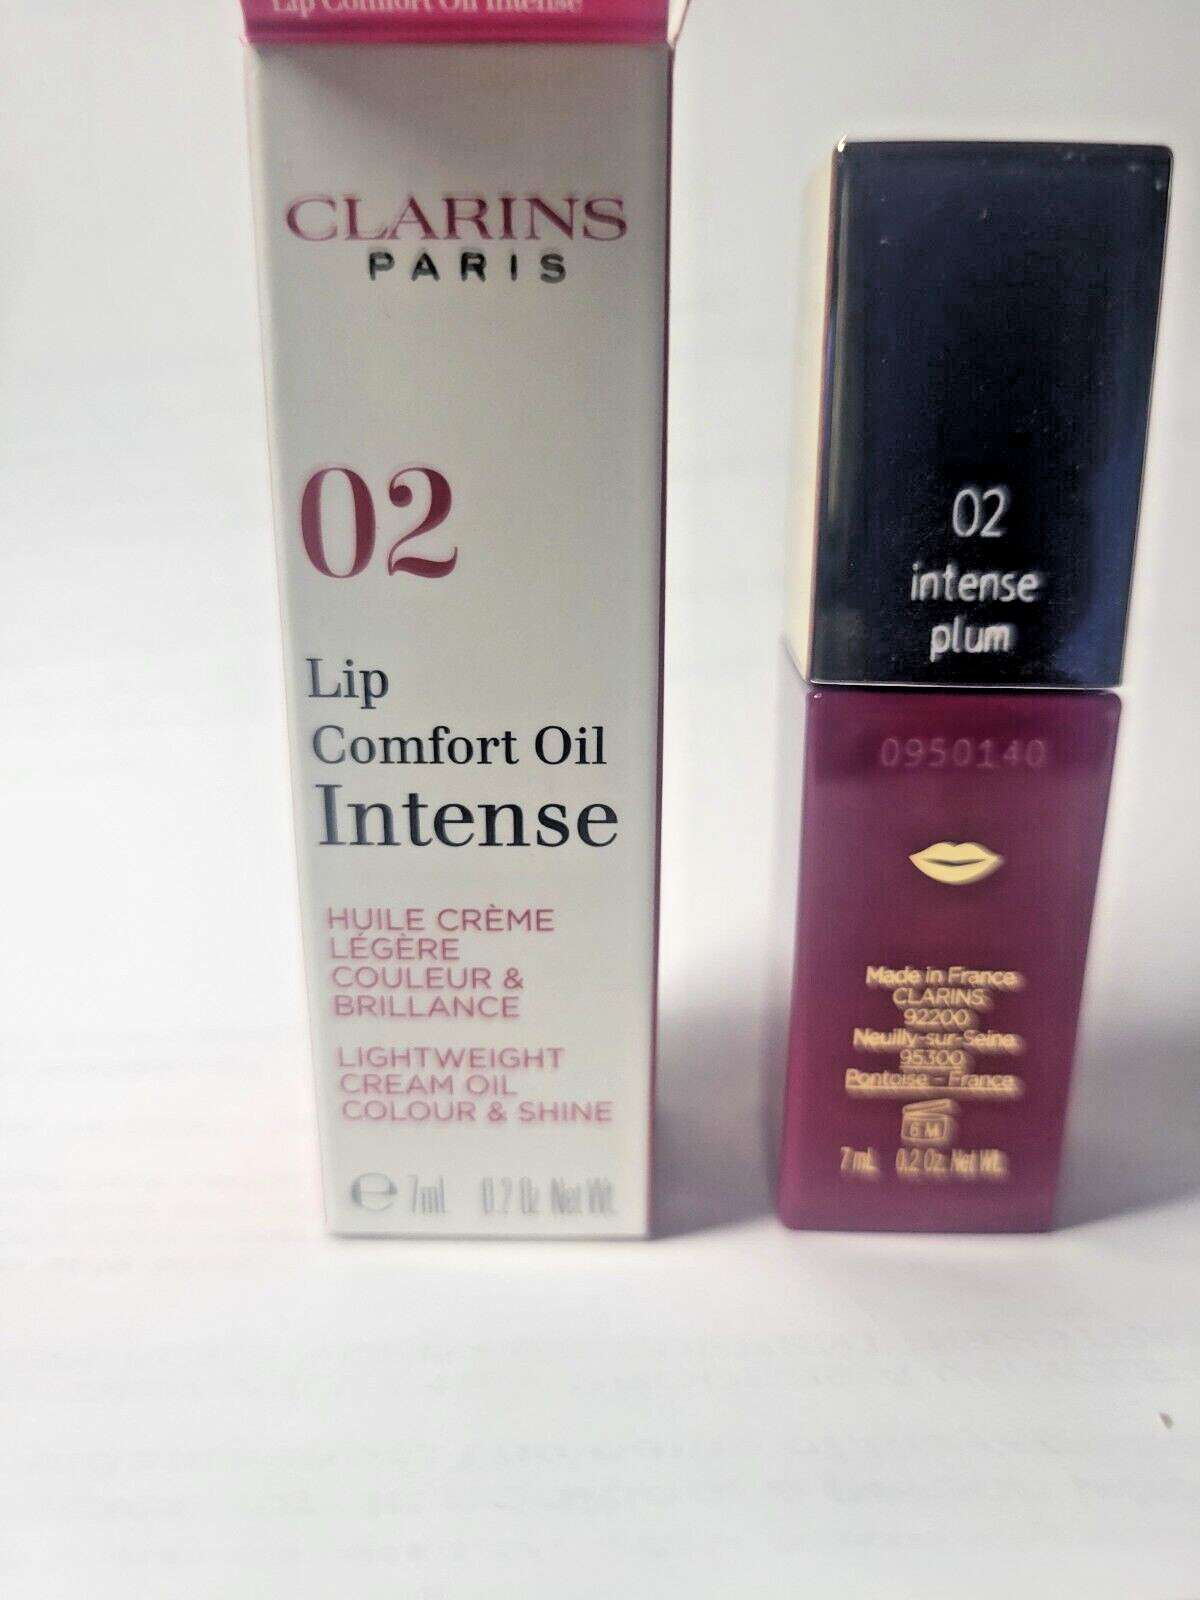 Lip Comfort Oil Intense
CLARINS
PARIS
02
Lip
Comfort Oil
Intense
HUILE CRÈME
LÉGÈRE
COULEUR &
BRILLANCE
LIGHTWEIGHT
CREAM OIL
COLOUR & SHINE
℮ 7ml 0.2 Oz Net Wt.
02
intense
plum
0950140
Made in France
CLARINS
92200
Neuilly-sur-Seine
95300
Pontoise - France
6 M
7 mL 0.2 Oz. Net Wt.